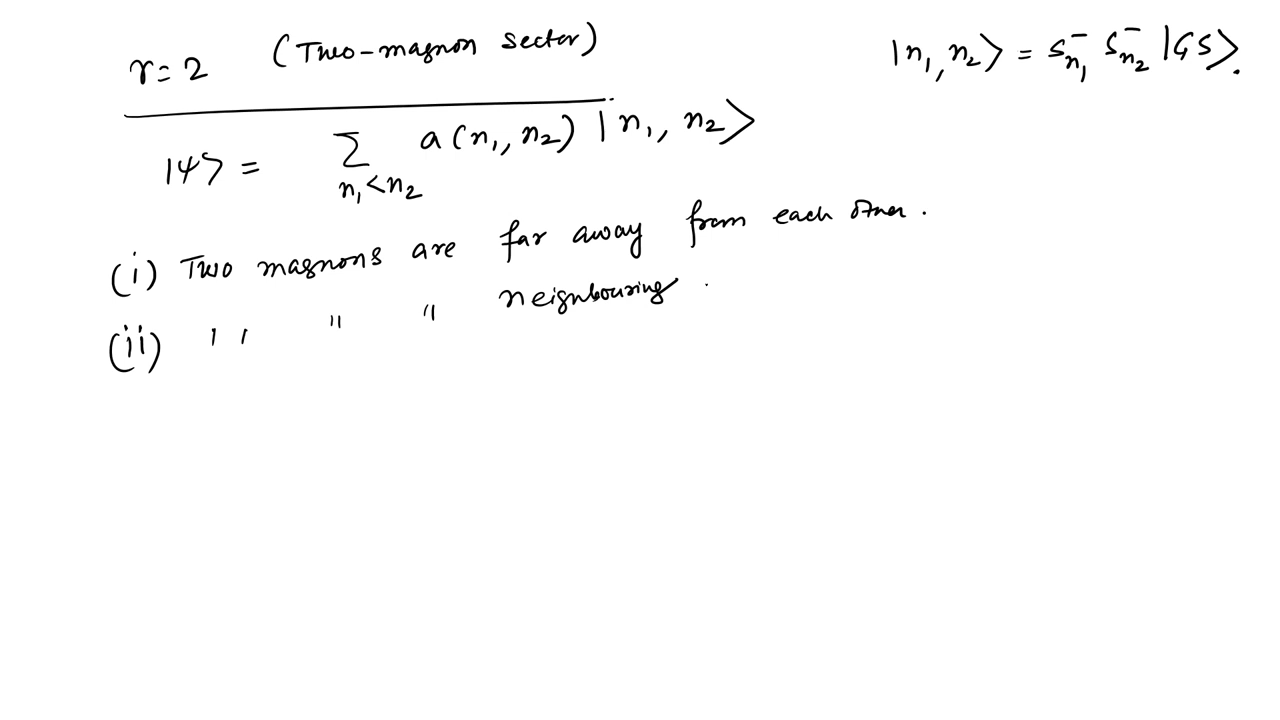 r = 2 (Two-magnon sector)
|n₁, n₂⟩ = S⁻ₙ₁ S⁻ₙ₂ |GS⟩.
|ψ⟩ = ∑ₙ₁<ₙ₂ a(n₁, n₂) |n₁, n₂⟩
(i) Two magnons are far away from each other.
(ii) '' '' '' neighbouring.